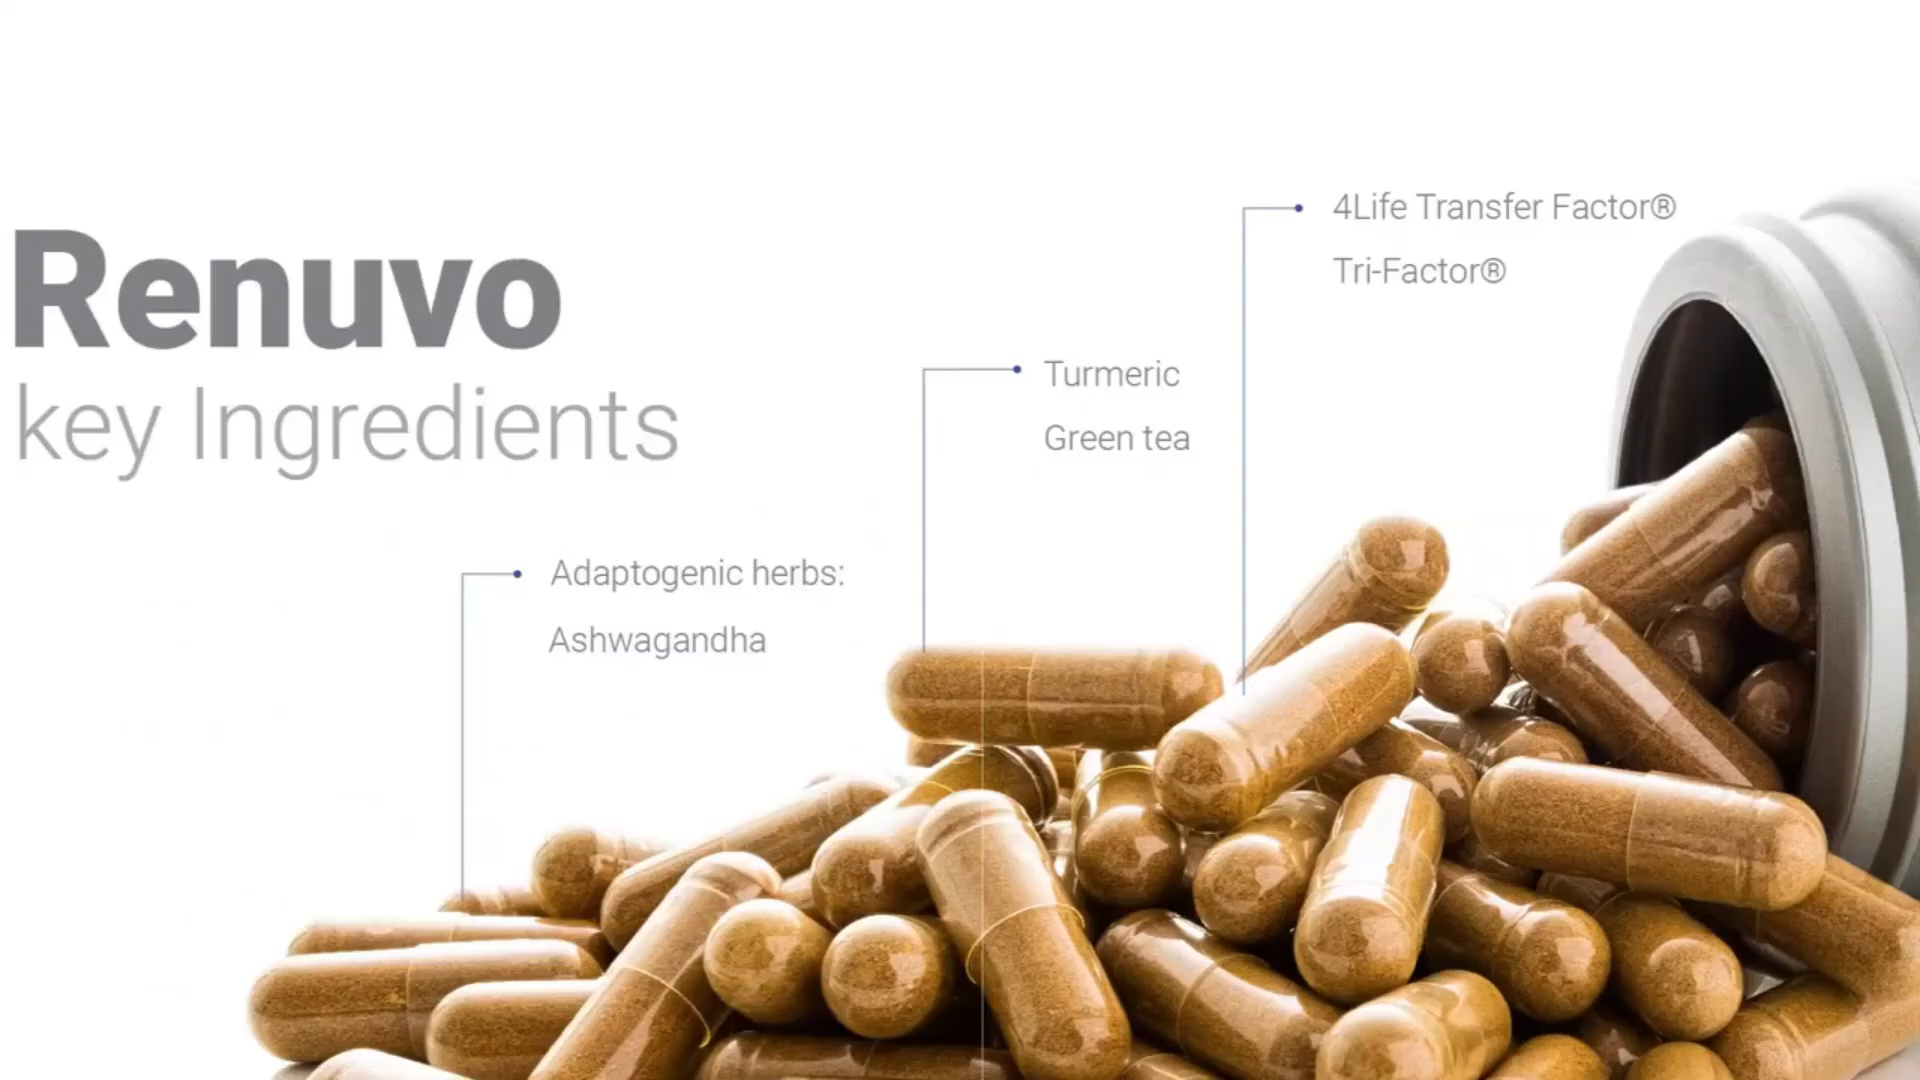 Renuvo
key Ingredients
Adaptogenic herbs:
Ashwagandha
Turmeric
Green tea
4Life Transfer Factor®
Tri-Factor®